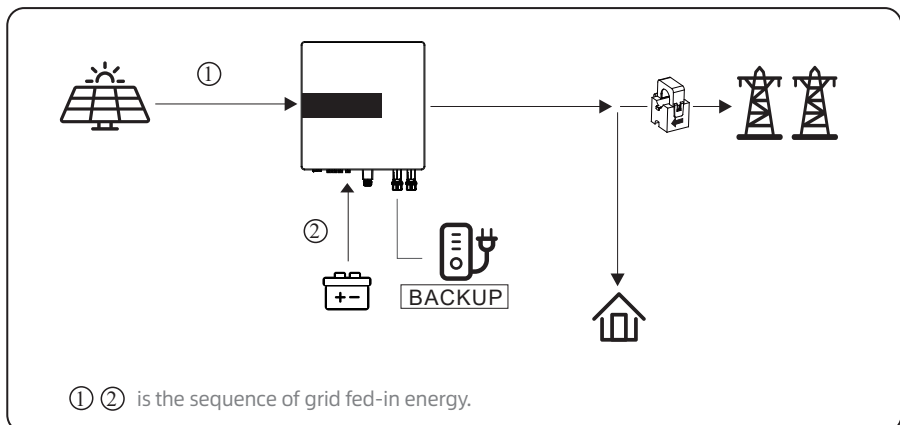 ①
②
+ -
BACKUP
① ② is the sequence of grid fed-in energy.